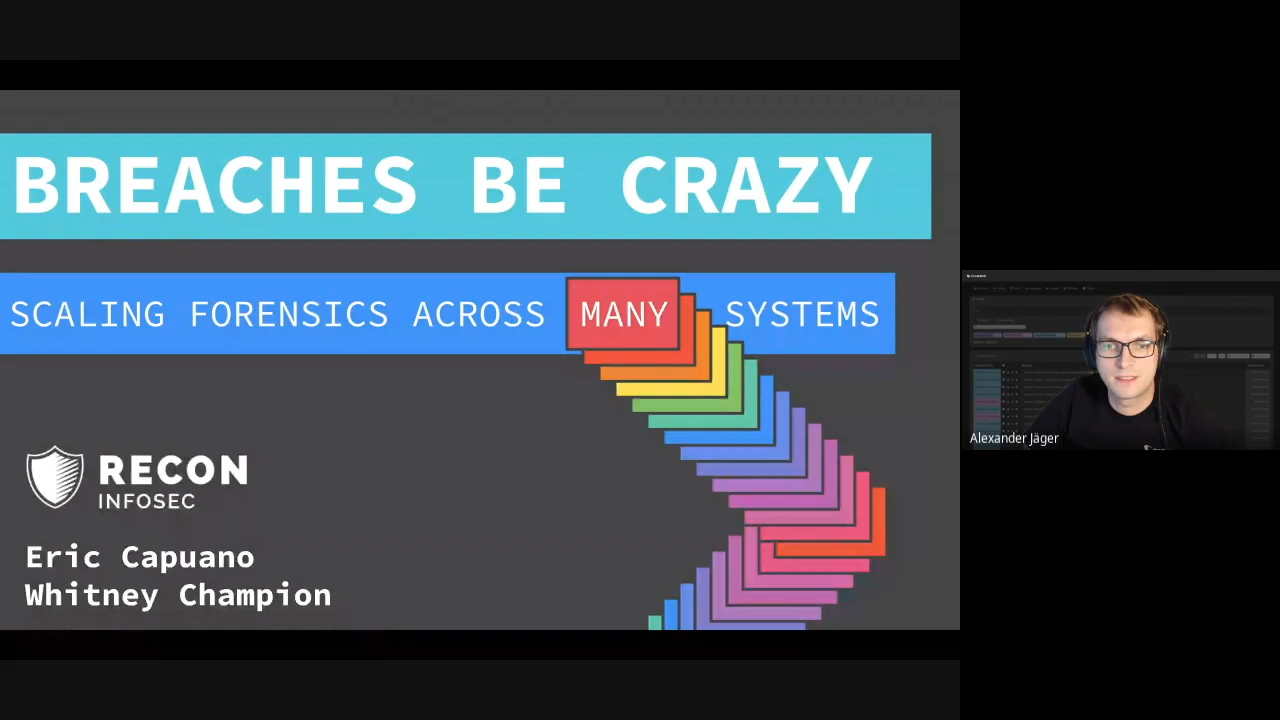 BREACHES BE CRAZY
SCALING FORENSICS ACROSS MANY SYSTEMS
RECON
INFOSEC
Eric Capuano
Whitney Champion
Alexander Jäger